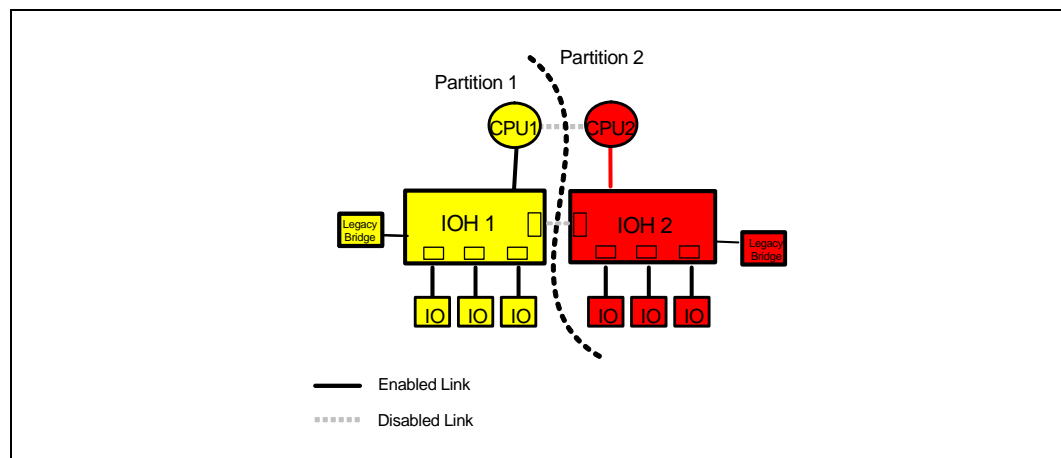 Partition 2
Partition 1
CPU1
CPU2
IOH 1
IOH 2
Legacy
Bridge
Legacy
Bridge
IO
IO
IO
IO
IO
IO
Enabled Link
Disabled Link